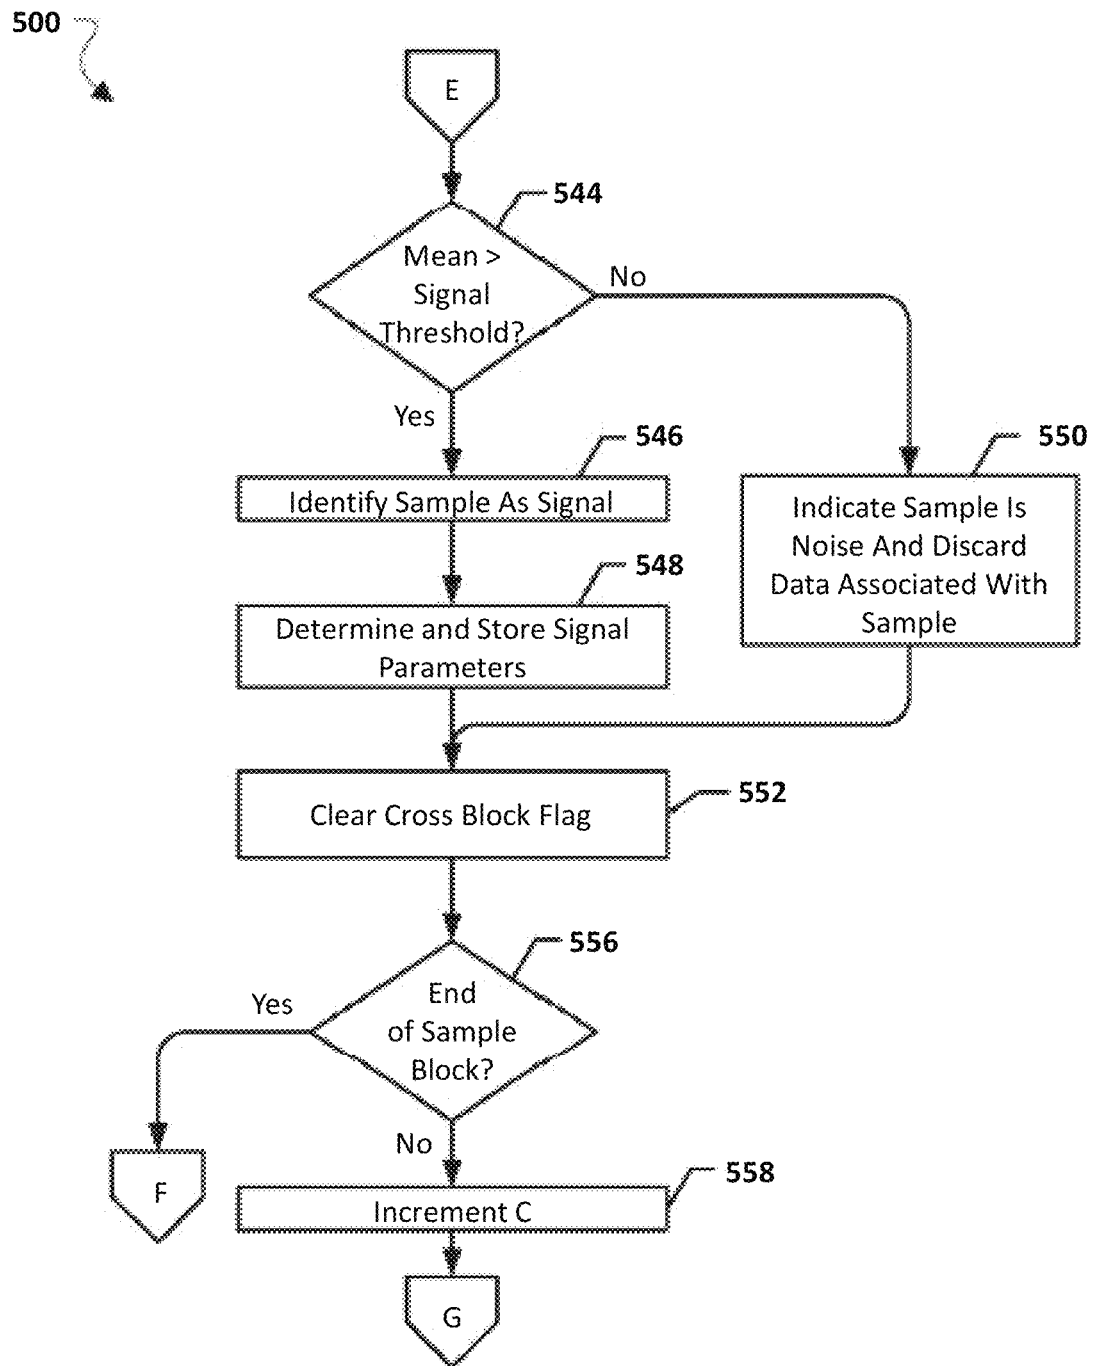 500
E
544
Mean >
Signal
Threshold?
No
Yes
546
Identify Sample As Signal
550
Indicate Sample Is
Noise And Discard
Data Associated With
Sample
548
Determine and Store Signal
Parameters
552
Clear Cross Block Flag
556
End
of Sample
Block?
Yes
No
F
558
Increment C
G